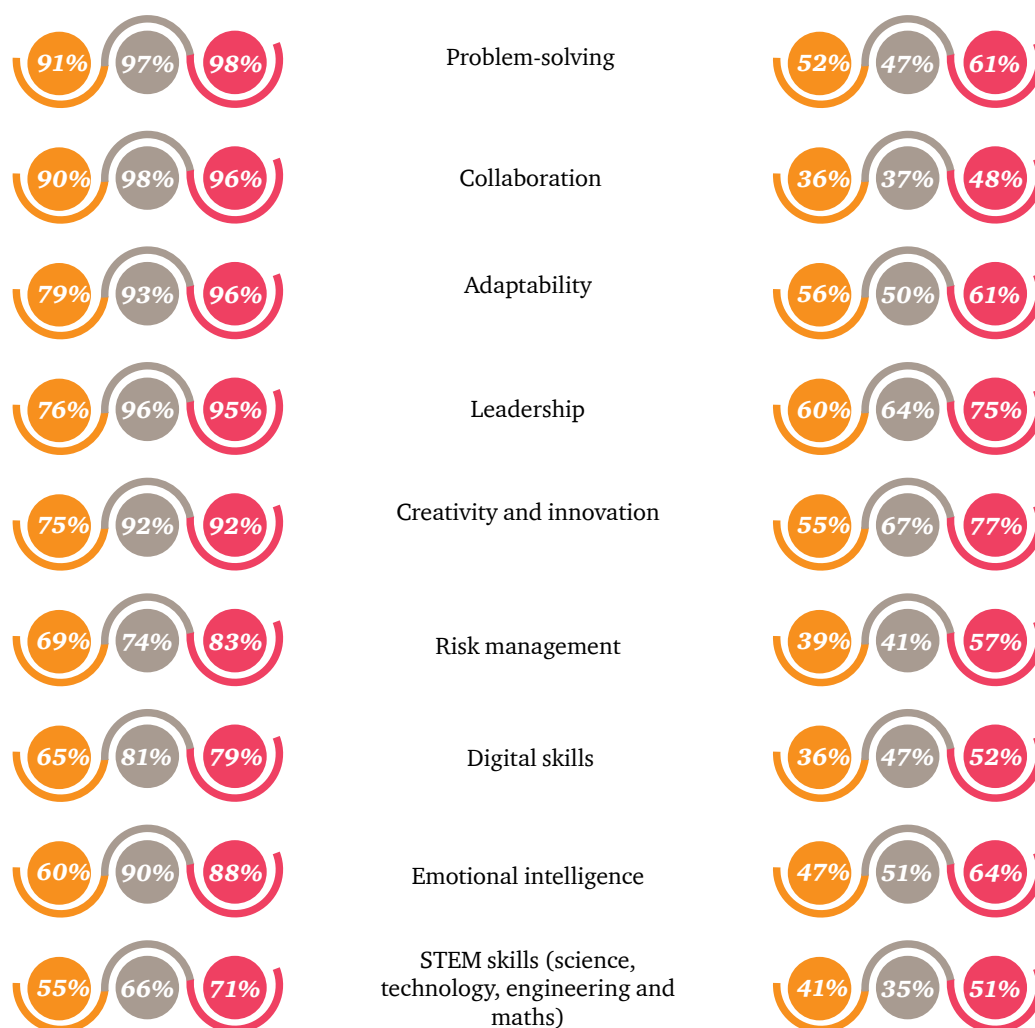 91% 97% 98% Problem-solving 52% 47% 61%
90% 98% 96% Collaboration 36% 37% 48%
79% 93% 96% Adaptability 56% 50% 61%
76% 96% 95% Leadership 60% 64% 75%
75% 92% 92% Creativity and innovation 55% 67% 77%
69% 74% 83% Risk management 39% 41% 57%
65% 81% 79% Digital skills 36% 47% 52%
60% 90% 88% Emotional intelligence 47% 51% 64%
STEM skills (science,
55% 66% 71% technology, engineering and 41% 35% 51%
maths)